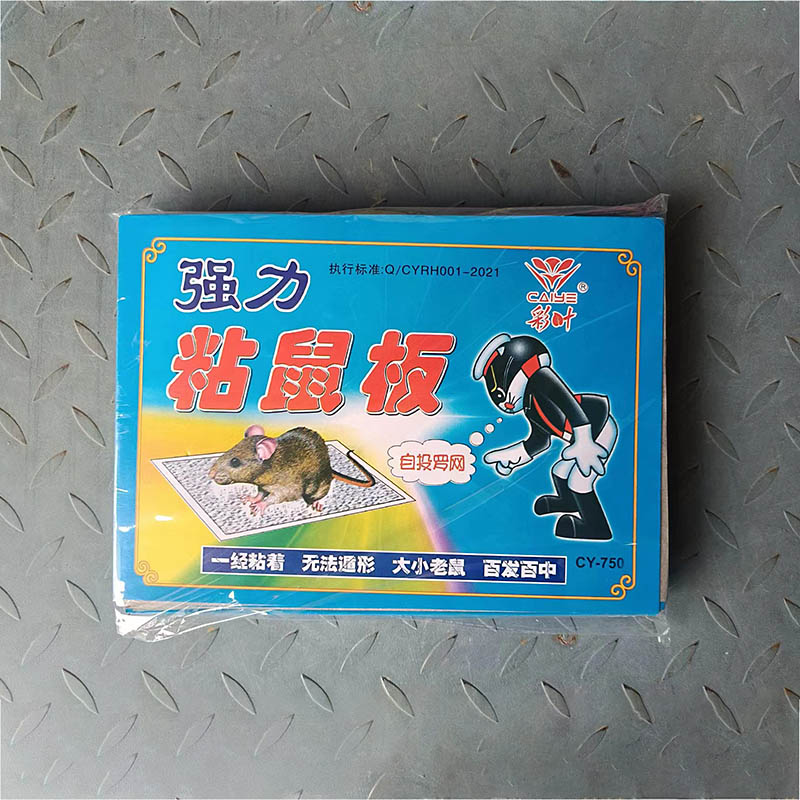 强力
执行标准:Q/CYRH001-2021
CAIYE®
彩叶
粘鼠板
自投罗网
一经粘着 无法遁形 大小老鼠 百发百中
CY-750